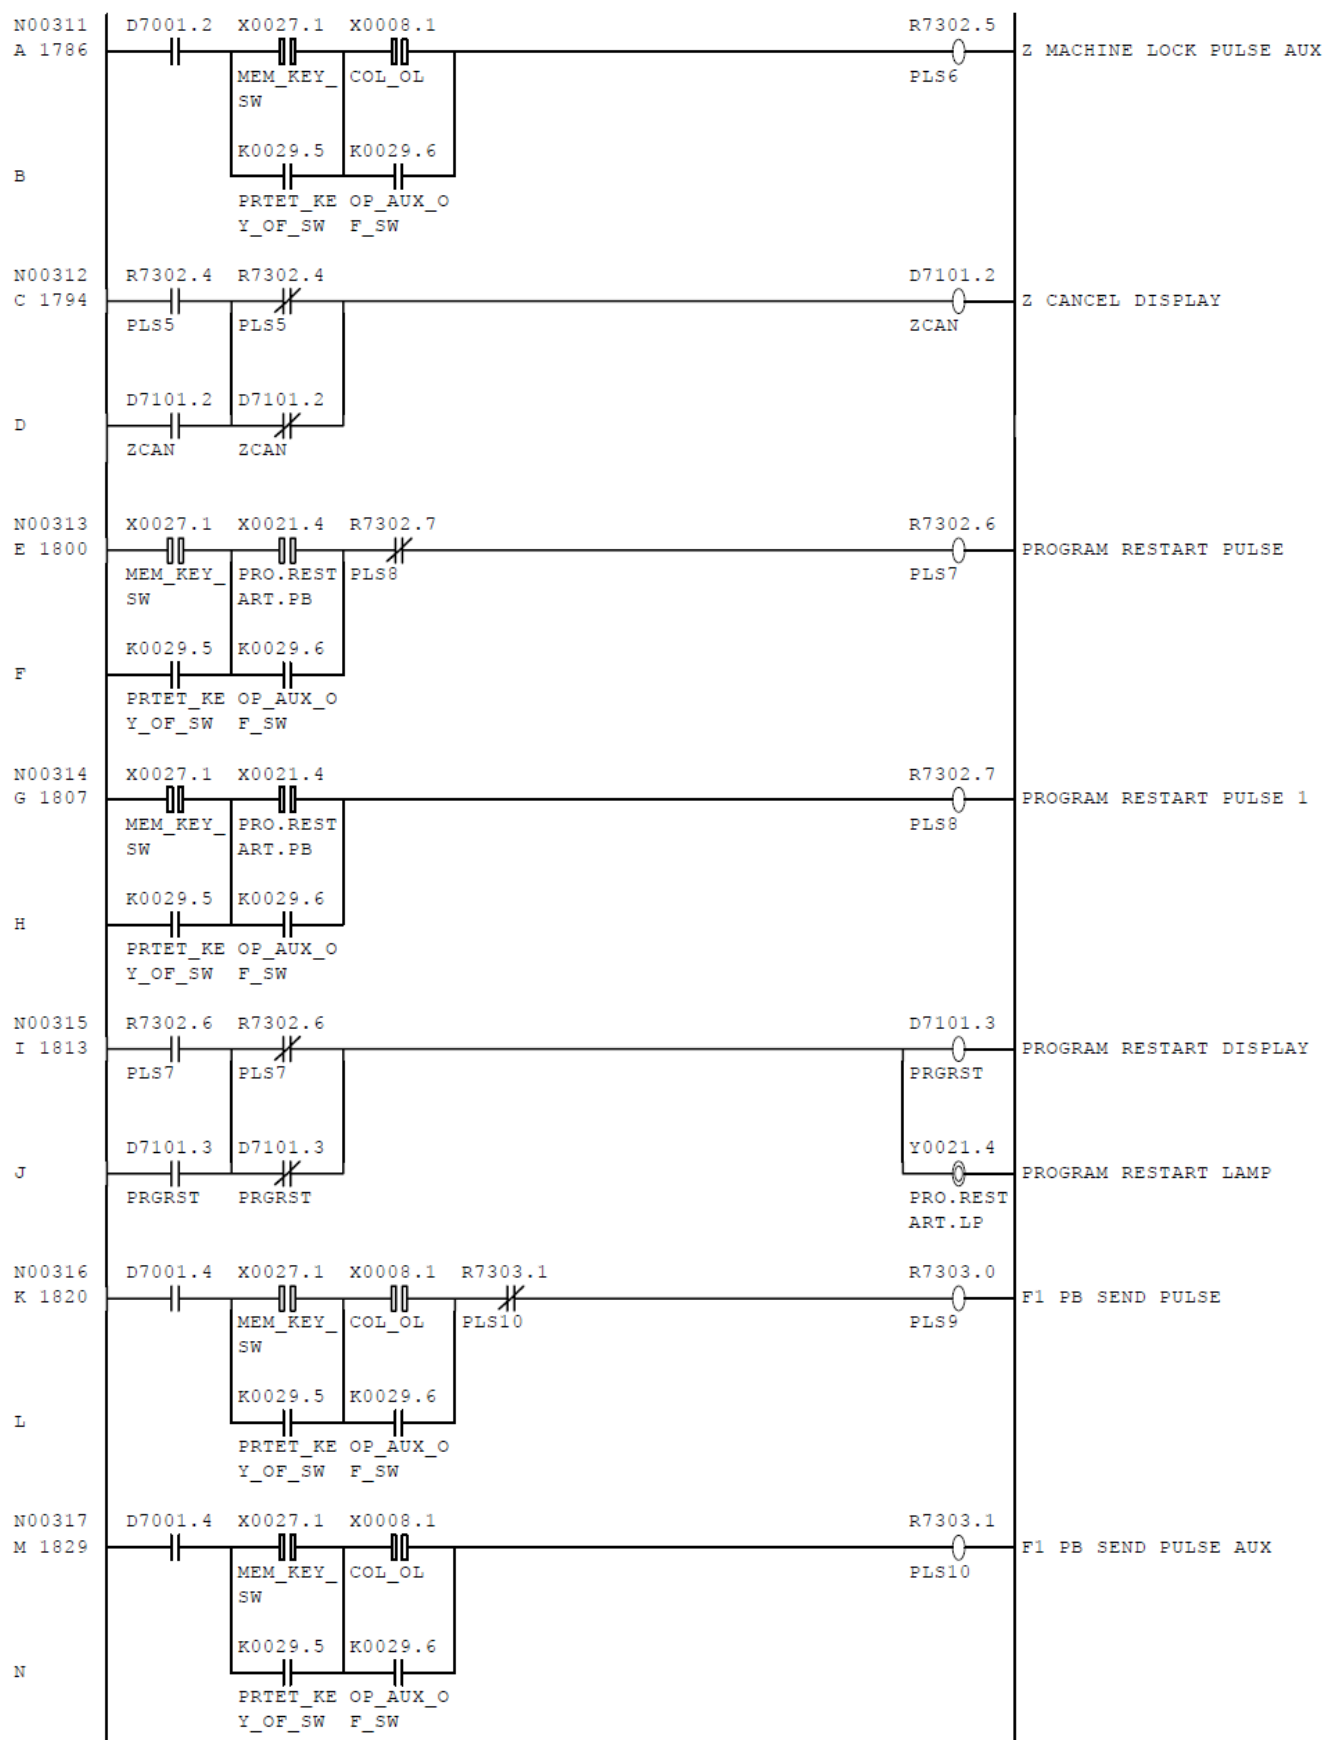 N00311 D7001.2 X0027.1 X0008.1 R7302.5
A 1786 Z MACHINE LOCK PULSE AUX
MEM_KEY_ COL_OL PLS6
SW
K0029.5 K0029.6
B
PRTET_KE OP_AUX_O
Y_OF_SW F_SW
N00312 R7302.4 R7302.4 D7101.2
C 1794 Z CANCEL DISPLAY
PLS5 PLS5 ZCAN
D7101.2 D7101.2
D
ZCAN ZCAN
N00313 X0027.1 X0021.4 R7302.7 R7302.6
E 1800 PROGRAM RESTART PULSE
MEM_KEY_ PRO.REST PLS8 PLS7
SW ART.PB
K0029.5 K0029.6
F
PRTET_KE OP_AUX_O
Y_OF_SW F_SW
N00314 X0027.1 X0021.4 R7302.7
G 1807 PROGRAM RESTART PULSE 1
MEM_KEY_ PRO.REST PLS8
SW ART.PB
K0029.5 K0029.6
H
PRTET_KE OP_AUX_O
Y_OF_SW F_SW
N00315 R7302.6 R7302.6 D7101.3
I 1813 PROGRAM RESTART DISPLAY
PLS7 PLS7 PRGRST
D7101.3 D7101.3 Y0021.4
J PROGRAM RESTART LAMP
PRGRST PRGRST PRO.REST
ART.LP
N00316 D7001.4 X0027.1 X0008.1 R7303.1 R7303.0
K 1820 F1 PB SEND PULSE
MEM_KEY_ COL_OL PLS10 PLS9
SW
K0029.5 K0029.6
L
PRTET_KE OP_AUX_O
Y_OF_SW F_SW
N00317 D7001.4 X0027.1 X0008.1 R7303.1
M 1829 F1 PB SEND PULSE AUX
MEM_KEY_ COL_OL PLS10
SW
K0029.5 K0029.6
N
PRTET_KE OP_AUX_O
Y_OF_SW F_SW